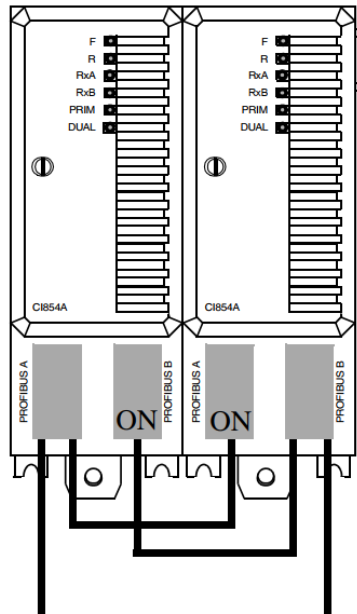 F
R
RxA
RxB
PRIM
DUAL
CI854A
F
R
RxA
RxB
PRIM
DUAL
CI854A
PROFIBUS A
ON
PROFIBUS B
PROFIBUS A
ON
PROFIBUS B